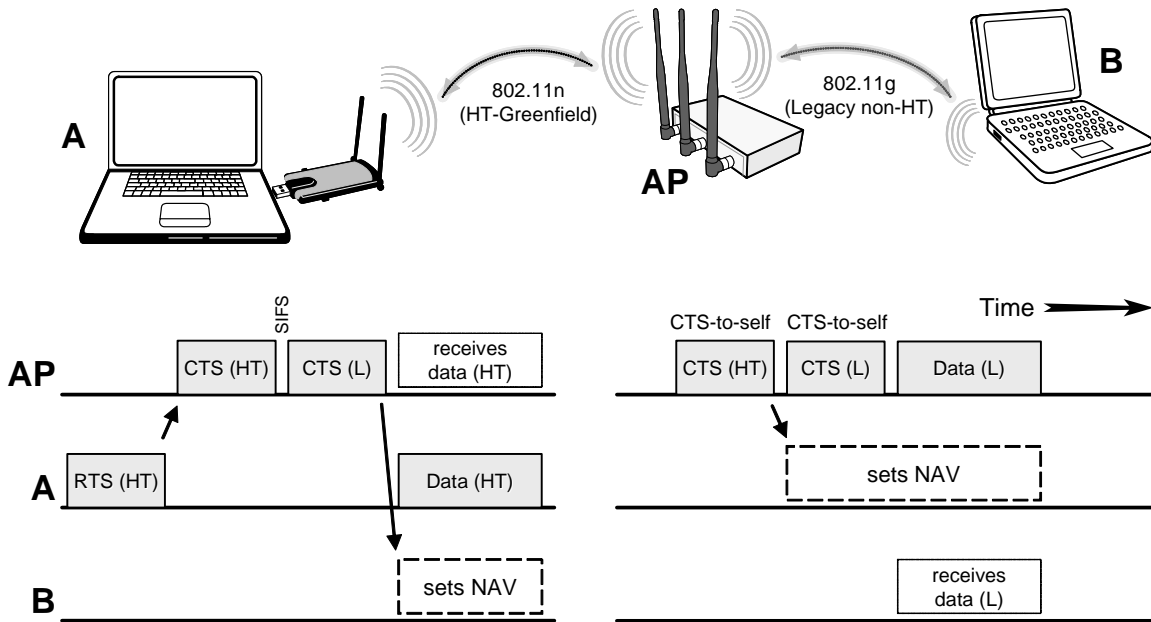 A
802.11n
(HT-Greenfield)
AP
802.11g
(Legacy non-HT)
B
Time
SIFS
CTS-to-self
CTS-to-self
AP
CTS (HT)
CTS (L)
receives
data (HT)
CTS (HT)
CTS (L)
Data (L)
A
RTS (HT)
Data (HT)
sets NAV
B
sets NAV
receives
data (L)